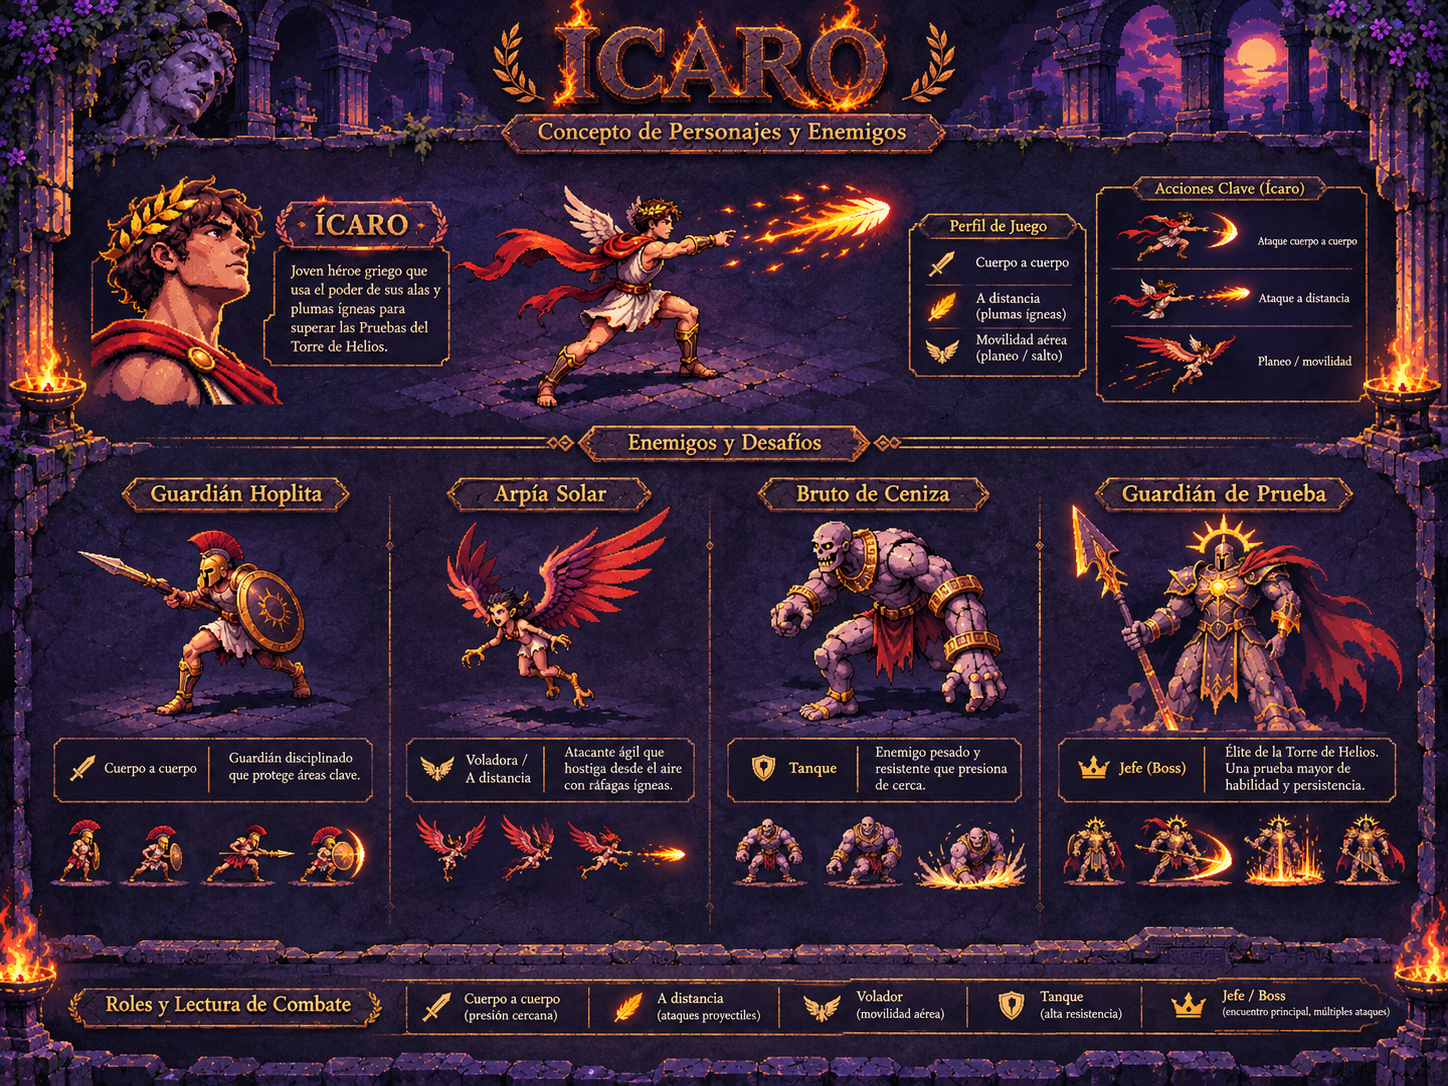 ÍCARO
Concepto de Personajes y Enemigos
ÍCARO
Joven héroe griego que
usa el poder de sus alas y
plumas ígneas para
superar las Pruebas del
Torre de Helios.
Perfil de Juego
Cuerpo a cuerpo
A distancia
(plumas ígneas)
Movilidad aérea
(planeo / salto)
Acciones Clave (Ícaro)
Ataque cuerpo a cuerpo
Ataque a distancia
Planeo / movilidad
Enemigos y Desafíos
Guardián Hoplita
Cuerpo a cuerpo
Guardián disciplinado
que protege áreas clave.
Arpía Solar
Voladora /
A distancia
Atacante ágil que
hostiga desde el aire
con ráfagas ígneas.
Bruto de Ceniza
Tanque
Enemigo pesado y
resistente que presiona
de cerca.
Guardián de Prueba
Jefe (Boss)
Élite de la Torre de Helios.
Una prueba mayor de
habilidad y persistencia.
Roles y Lectura de Combate
Cuerpo a cuerpo
(presión cercana)
A distancia
(ataques proyectiles)
Volador
(movilidad aérea)
Tanque
(alta resistencia)
Jefe / Boss
(encuentro principal, múltiples ataques)